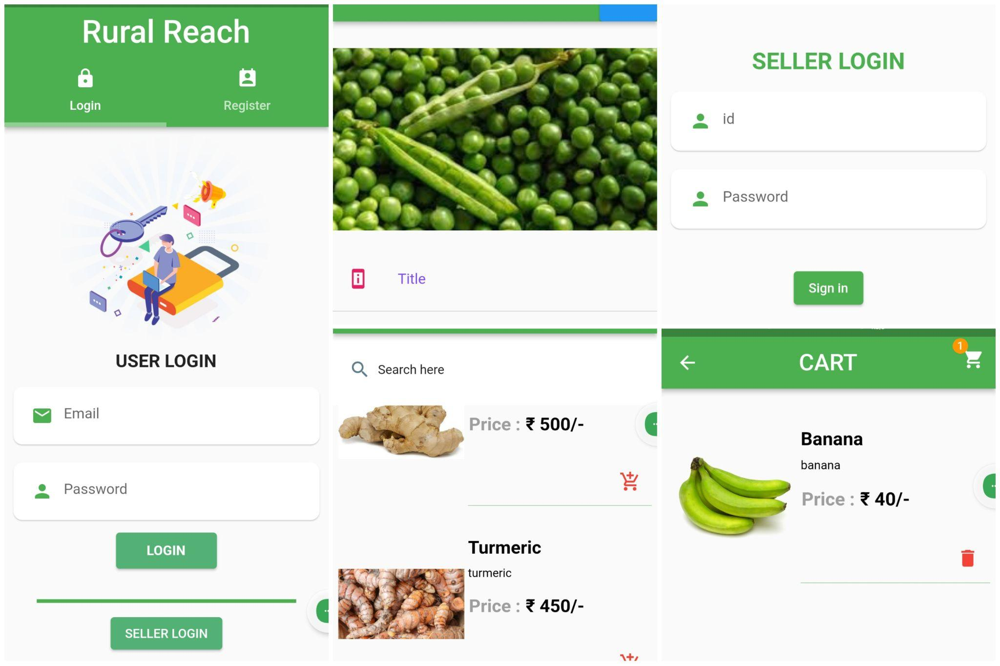 Rural Reach
Login
Register
USER LOGIN
Email
Password
LOGIN
SELLER LOGIN
Title
Search here
Price : ₹ 500/-
Turmeric
turmeric
Price : ₹ 450/-
SELLER LOGIN
id
Password
Sign in
CART
1
Banana
banana
Price : ₹ 40/-